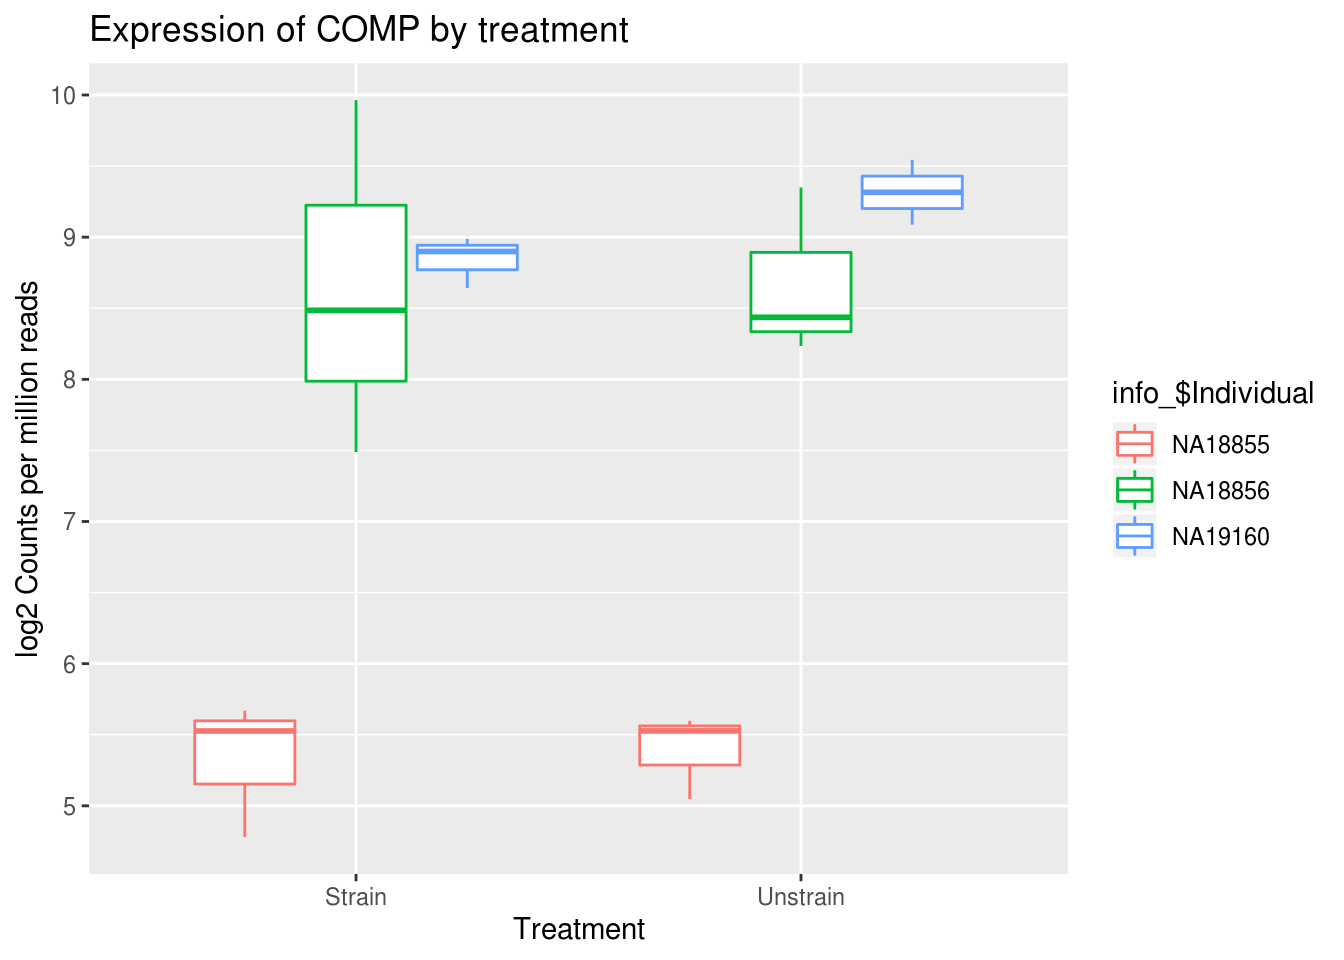 Expression of COMP by treatment
log2 Counts per million reads
10
9
8
7
6
5
Strain
Unstrain
Treatment
info_$Individual
NA18855
NA18856
NA19160